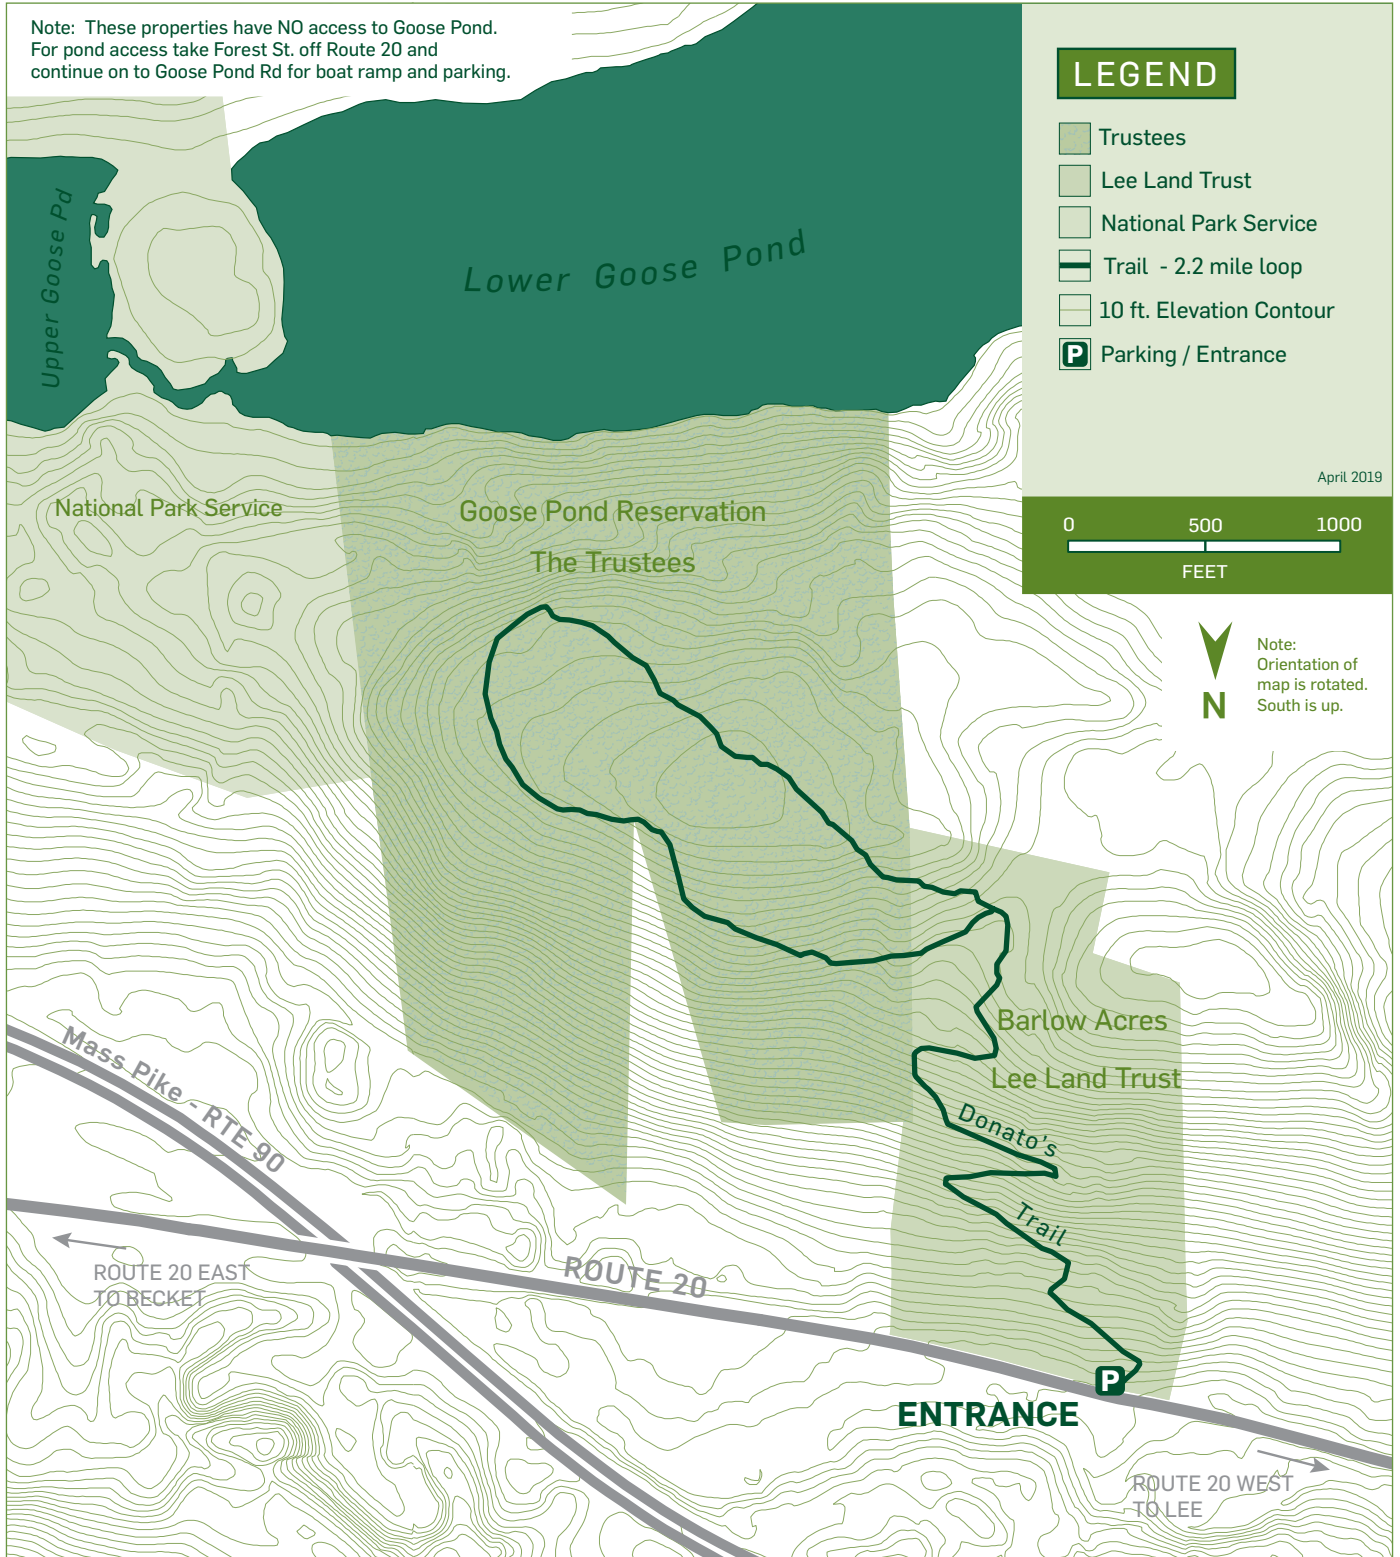 Note: These properties have NO access to Goose Pond.
For pond access take Forest St. off Route 20 and
continue on to Goose Pond Rd for boat ramp and parking.
LEGEND
Trustees
Lee Land Trust
National Park Service
Trail - 2.2 mile loop
10 ft. Elevation Contour
P Parking / Entrance
April 2019
0 500 1000
FEET
N
Note:
Orientation of
map is rotated.
South is up.
Upper Goose Pd
Lower Goose Pond
National Park Service
Goose Pond Reservation
The Trustees
Barlow Acres
Lee Land Trust
Donato's
Trail
Mass Pike - RTE 90
ROUTE 20 EAST
TO BECKET
ROUTE 20
P
ENTRANCE
ROUTE 20 WEST
TO LEE